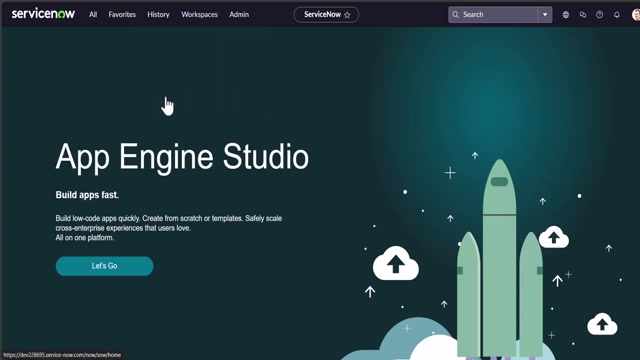 servicenow All Favorites History Workspaces Admin ServiceNow Search
App Engine Studio
Build apps fast.
Build low-code apps quickly. Create from scratch or templates. Safely scale
cross-enterprise experiences that users love.
All on one platform.
Let's Go
https://dev228695.service-now.com/now/sow/home